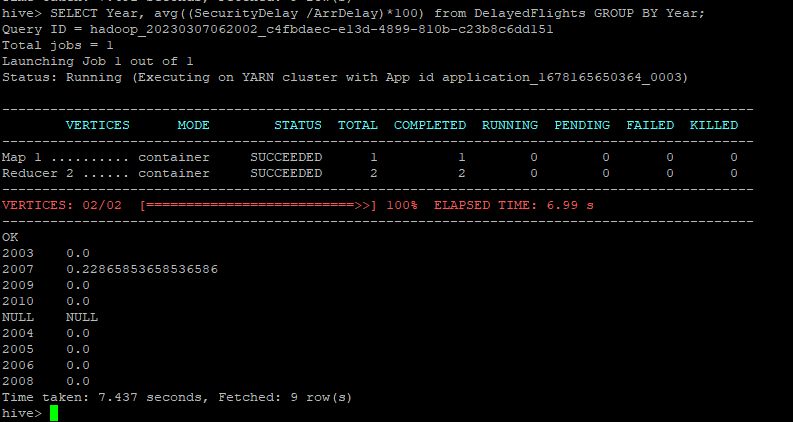 hive> SELECT Year, avg((SecurityDelay /ArrDelay)*100) from DelayedFlights GROUP BY Year;
Query ID = hadoop_20230307062002_c4fbdaec-e13d-4899-810b-c23b8c6dd151
Total jobs = 1
Launching Job 1 out of 1
Status: Running (Executing on YARN cluster with App id application_1678165650364_0003)
----------------------------------------------------------------------------------------------
VERTICES MODE STATUS TOTAL COMPLETED RUNNING PENDING FAILED KILLED
----------------------------------------------------------------------------------------------
Map 1 .......... container SUCCEEDED 1 1 0 0 0 0
Reducer 2 ...... container SUCCEEDED 2 2 0 0 0 0
----------------------------------------------------------------------------------------------
VERTICES: 02/02 [==========================>>] 100% ELAPSED TIME: 6.99 s
----------------------------------------------------------------------------------------------
OK
2003 0.0
2007 0.22865853658536586
2009 0.0
2010 0.0
NULL NULL
2004 0.0
2005 0.0
2006 0.0
2008 0.0
Time taken: 7.437 seconds, Fetched: 9 row(s)
hive>